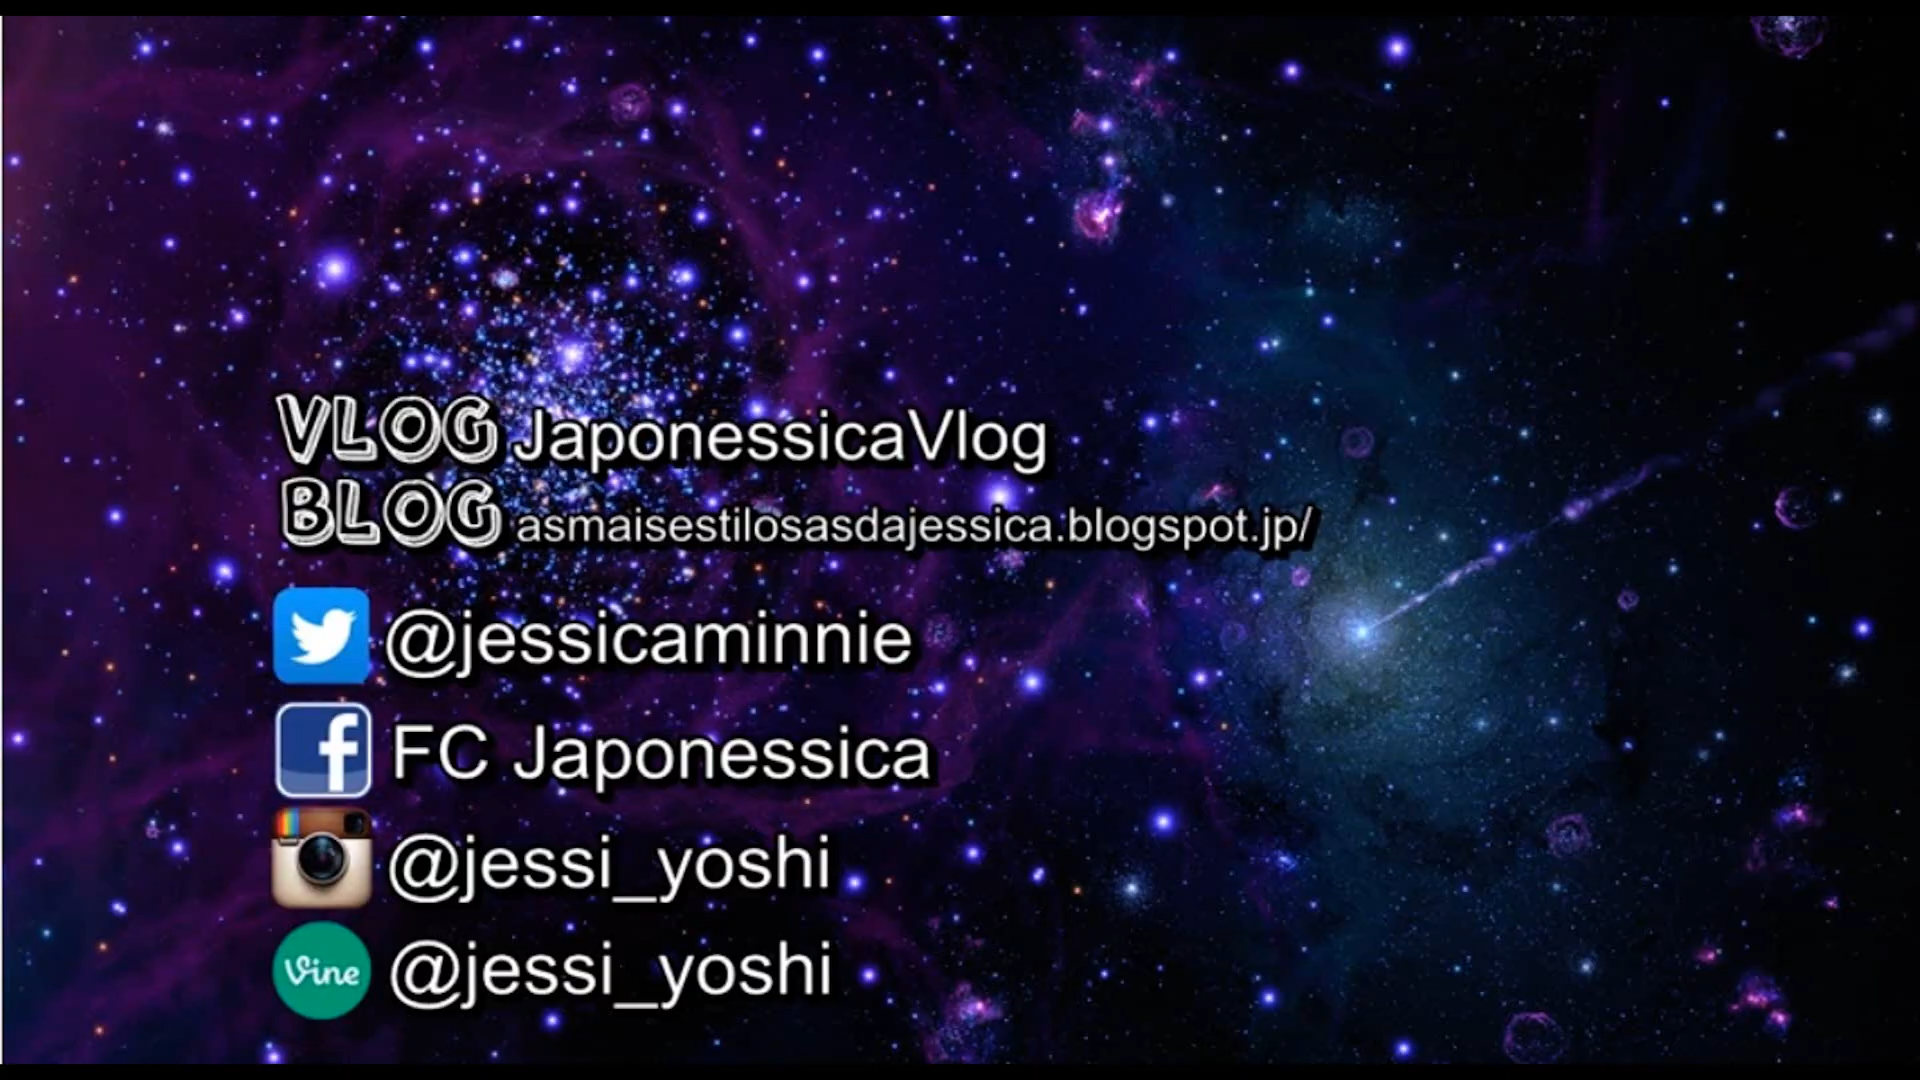 VLOG JaponessicaVlog
BLOG asmaisestilosasdajessica.blogspot.jp/
@jessicaminnie
f FC Japonessica
@jessi_yoshi
Vine @jessi_yoshi